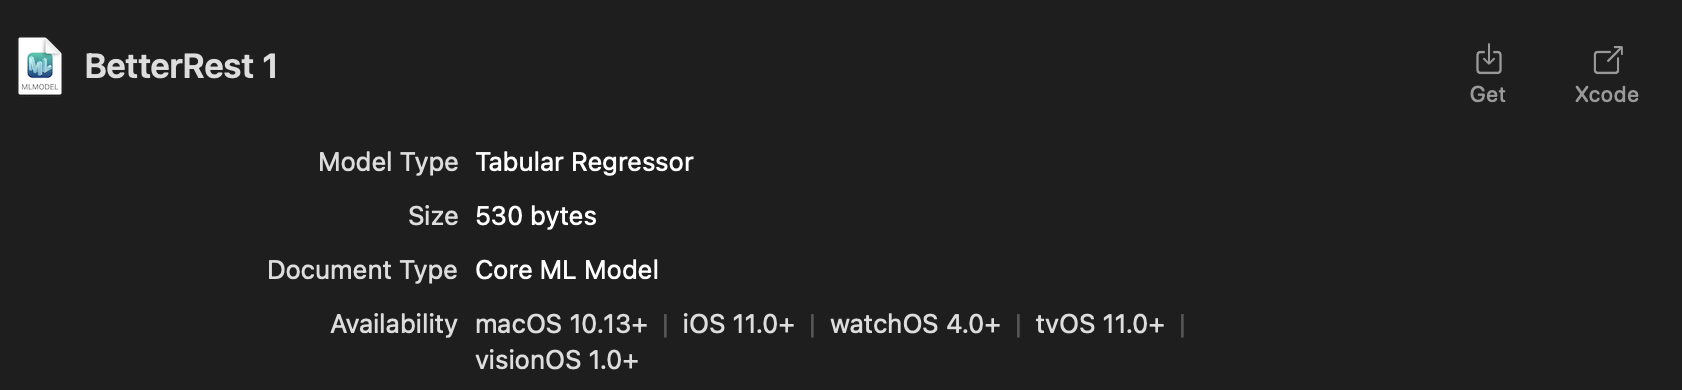 BetterRest 1
ML
MLMODEL
Get
Xcode
Model Type Tabular Regressor
Size 530 bytes
Document Type Core ML Model
Availability macOS 10.13+ | iOS 11.0+ | watchOS 4.0+ | tvOS 11.0+ |
visionOS 1.0+